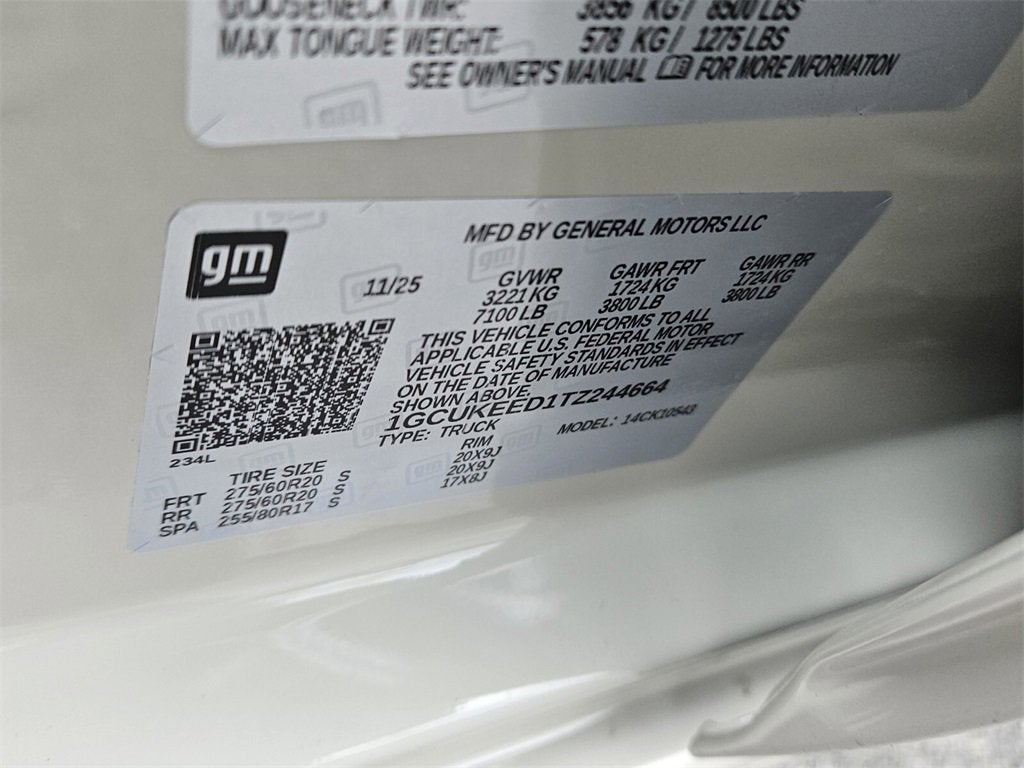 GOOSENECK TWR: 3856 KG / 8500 LBS
MAX TONGUE WEIGHT: 578 KG / 1275 LBS
SEE OWNER'S MANUAL FOR MORE INFORMATION
gm
MFD BY GENERAL MOTORS LLC
11/25 GVWR GAWR FRT GAWR RR
3221 KG 1724 KG 1724 KG
7100 LB 3800 LB 3800 LB
THIS VEHICLE CONFORMS TO ALL
APPLICABLE U.S. FEDERAL MOTOR
VEHICLE SAFETY STANDARDS IN EFFECT
ON THE DATE OF MANUFACTURE
SHOWN ABOVE.
1GCUKEED1TZ244664
TYPE: TRUCK MODEL: 14CK10543
234L
TIRE SIZE RIM
FRT 275/60R20 S 20X9J
RR 275/60R20 S 20X9J
SPA 255/80R17 S 17X8J